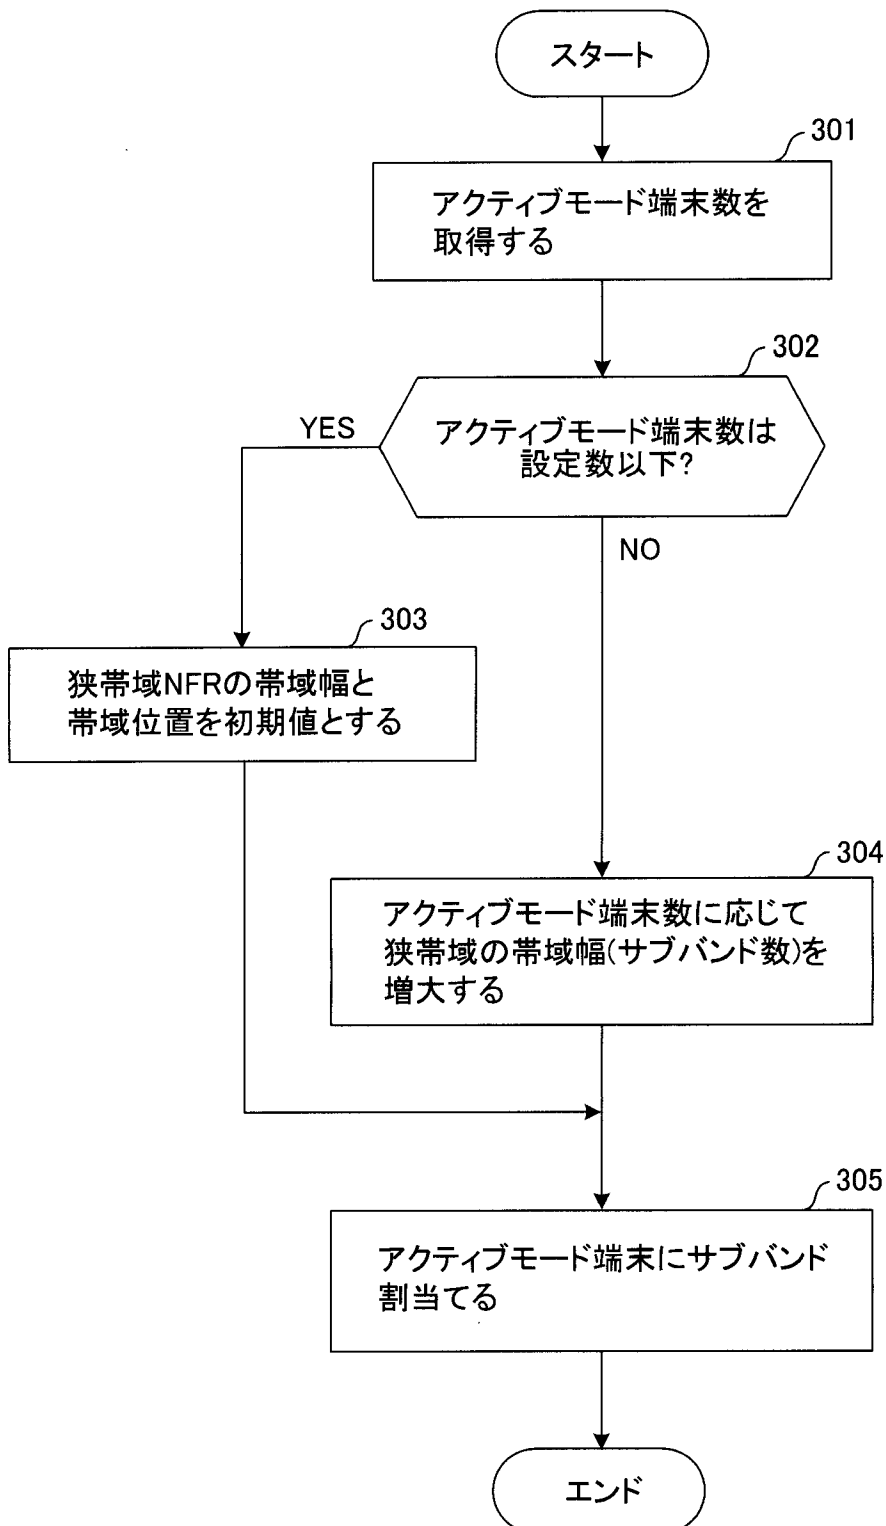 スタート
301
アクティブモード端末数を
取得する
302
アクティブモード端末数は
設定数以下?
YES
NO
303
狭帯域NFRの帯域幅と
帯域位置を初期値とする
304
アクティブモード端末数に応じて
狭帯域の帯域幅(サブバンド数)を
増大する
305
アクティブモード端末にサブバンド
割当てる
エンド